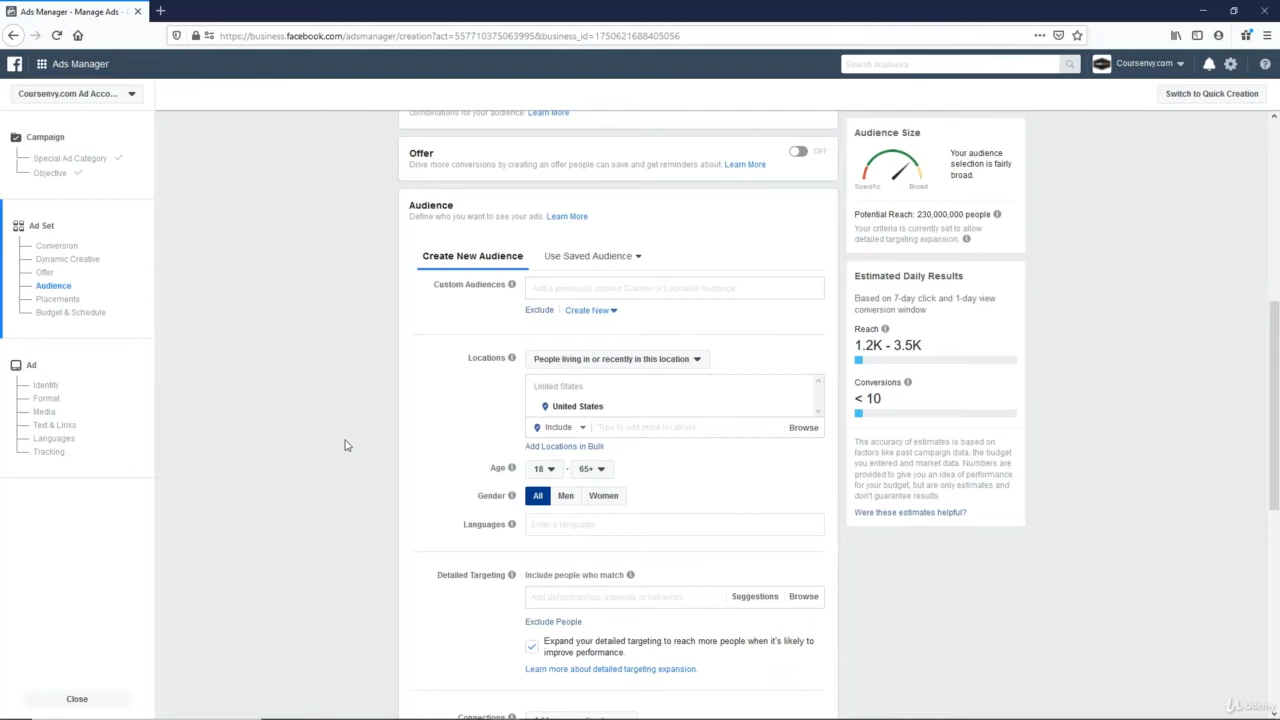 Ads Manager - Manage Ads - C
https://business.facebook.com/adsmanager/creation?act=557710375063995&business_id=1750621688405056
Ads Manager
Search business
Coursenvy.com
Coursenvy.com Ad Acco...
Switch to Quick Creation
Campaign
Special Ad Category
Objective
Ad Set
Conversion
Dynamic Creative
Offer
Audience
Placements
Budget & Schedule
Ad
Identity
Format
Media
Text & Links
Languages
Tracking
Close
combinations for your audience. Learn More
Offer
OFF
Drive more conversions by creating an offer people can save and get reminders about. Learn More
Audience
Define who you want to see your ads. Learn More
Create New Audience
Use Saved Audience
Custom Audiences
Add a previously created Custom or Lookalike Audience
Exclude
Create New
Locations
People living in or recently in this location
United States
United States
Include
Type to add more locations
Browse
Add Locations in Bulk
Age
18 - 65+
Gender
All Men Women
Languages
Enter a language
Detailed Targeting
Include people who match
Add demographics, interests or behaviors
Suggestions
Browse
Exclude People
Expand your detailed targeting to reach more people when it's likely to
improve performance.
Learn more about detailed targeting expansion.
Connections
Audience Size
Specific
Broad
Your audience
selection is fairly
broad.
Potential Reach: 230,000,000 people
Your criteria is currently set to allow
detailed targeting expansion.
Estimated Daily Results
Based on 7-day click and 1-day view
conversion window
Reach
1.2K - 3.5K
Conversions
< 10
The accuracy of estimates is based on
factors like past campaign data, the budget
you entered and market data. Numbers are
provided to give you an idea of performance
for your budget, but are only estimates and
don't guarantee results.
Were these estimates helpful?
Udemy